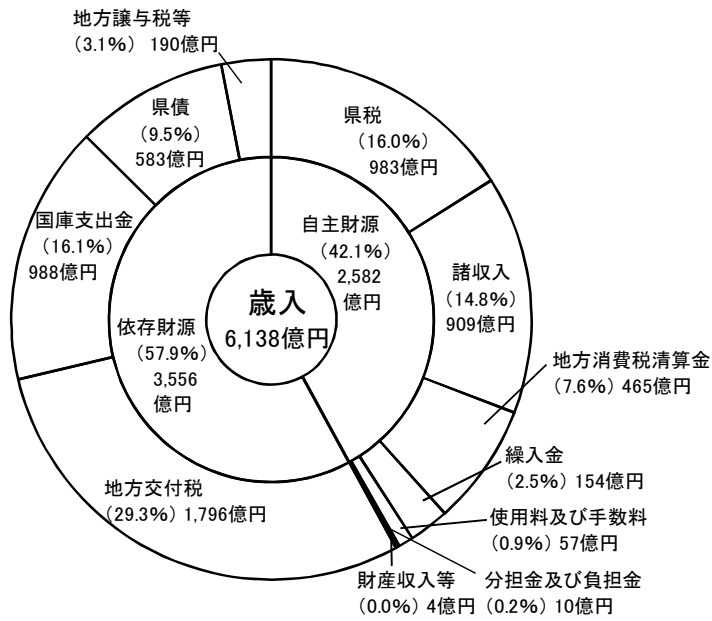 地方譲与税等
（3.1%） 190億円
県債
（9.5%）
583億円
県税
（16.0%）
983億円
国庫支出金
（16.1%）
988億円
自主財源
（42.1%）
2,582
億円
諸収入
（14.8%）
909億円
歳入
6,138億円
依存財源
（57.9%）
3,556
億円
地方消費税清算金
（7.6%） 465億円
繰入金
（2.5%） 154億円
地方交付税
（29.3%） 1,796億円
使用料及び手数料
（0.9%） 57億円
財産収入等
（0.0%） 4億円
分担金及び負担金
（0.2%） 10億円